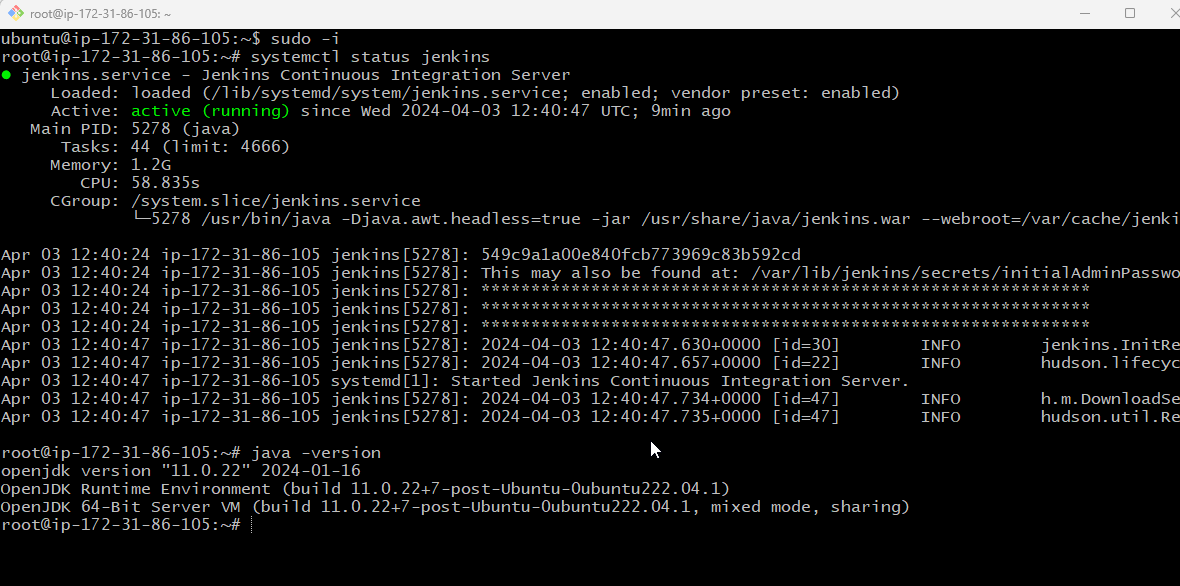 root@ip-172-31-86-105: ~
ubuntu@ip-172-31-86-105:~$ sudo -i
root@ip-172-31-86-105:~# systemctl status jenkins
● jenkins.service - Jenkins Continuous Integration Server
Loaded: loaded (/lib/systemd/system/jenkins.service; enabled; vendor preset: enabled)
Active: active (running) since Wed 2024-04-03 12:40:47 UTC; 9min ago
Main PID: 5278 (java)
Tasks: 44 (limit: 4666)
Memory: 1.2G
CPU: 58.835s
CGroup: /system.slice/jenkins.service
└─5278 /usr/bin/java -Djava.awt.headless=true -jar /usr/share/java/jenkins.war --webroot=/var/cache/jenki
Apr 03 12:40:24 ip-172-31-86-105 jenkins[5278]: 549c9a1a00e840fcb773969c83b592cd
Apr 03 12:40:24 ip-172-31-86-105 jenkins[5278]: This may also be found at: /var/lib/jenkins/secrets/initialAdminPasswo
Apr 03 12:40:24 ip-172-31-86-105 jenkins[5278]: *************************************************************
Apr 03 12:40:24 ip-172-31-86-105 jenkins[5278]: *************************************************************
Apr 03 12:40:24 ip-172-31-86-105 jenkins[5278]: *************************************************************
Apr 03 12:40:47 ip-172-31-86-105 jenkins[5278]: 2024-04-03 12:40:47.630+0000 [id=30] INFO jenkins.InitRe
Apr 03 12:40:47 ip-172-31-86-105 jenkins[5278]: 2024-04-03 12:40:47.657+0000 [id=22] INFO hudson.lifecyc
Apr 03 12:40:47 ip-172-31-86-105 systemd[1]: Started Jenkins Continuous Integration Server.
Apr 03 12:40:47 ip-172-31-86-105 jenkins[5278]: 2024-04-03 12:40:47.734+0000 [id=47] INFO h.m.DownloadSe
Apr 03 12:40:47 ip-172-31-86-105 jenkins[5278]: 2024-04-03 12:40:47.735+0000 [id=47] INFO hudson.util.Re
root@ip-172-31-86-105:~# java -version
openjdk version "11.0.22" 2024-01-16
OpenJDK Runtime Environment (build 11.0.22+7-post-Ubuntu-0ubuntu222.04.1)
OpenJDK 64-Bit Server VM (build 11.0.22+7-post-Ubuntu-0ubuntu222.04.1, mixed mode, sharing)
root@ip-172-31-86-105:~#